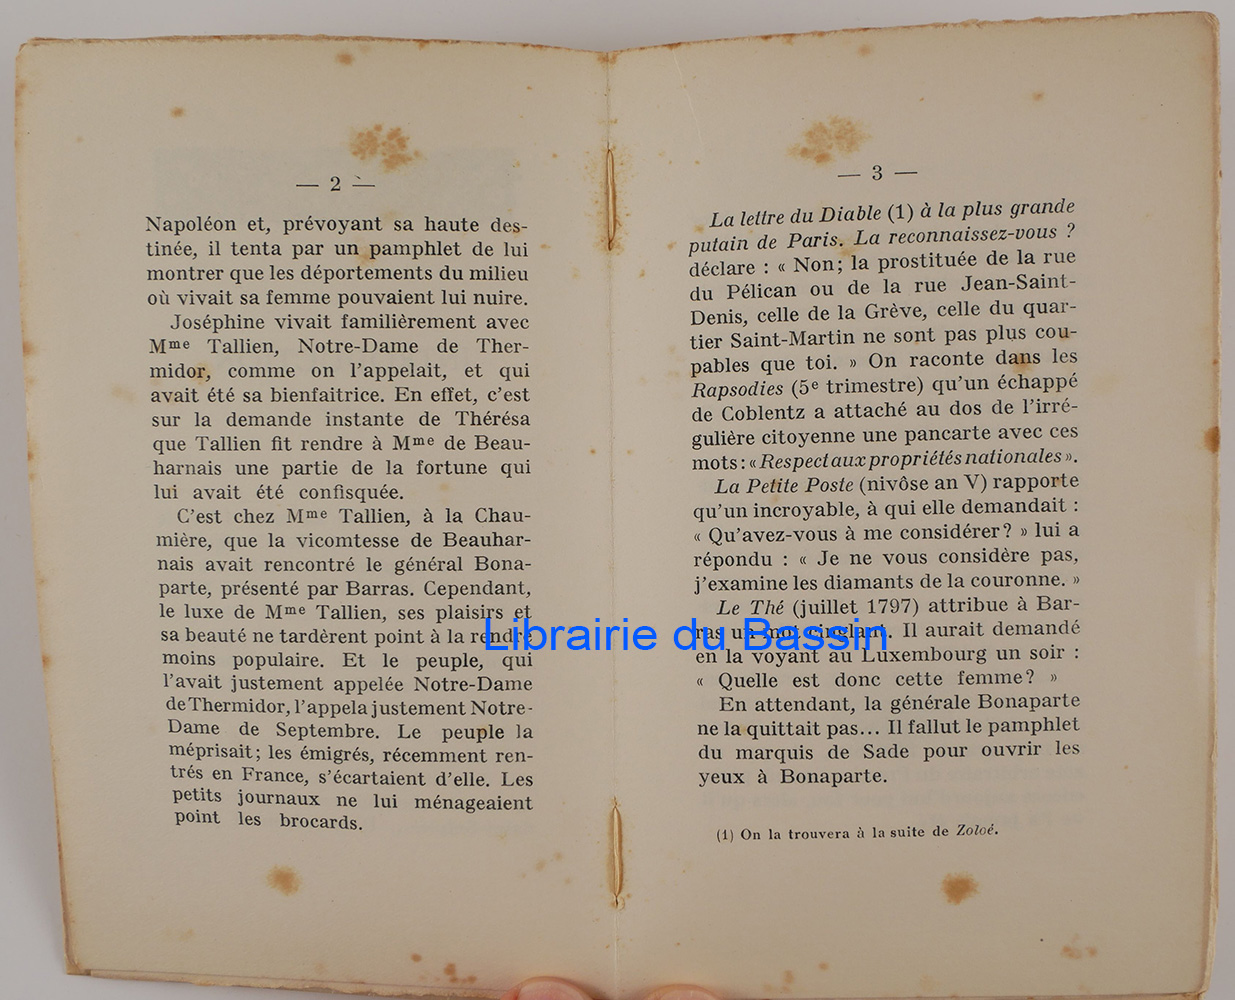 — 2 —
Napoléon et, prévoyant sa haute des-
tinée, il tenta par un pamphlet de lui
montrer que les déportements du milieu
où vivait sa femme pouvaient lui nuire.
Joséphine vivait familièrement avec
Mme Tallien, Notre-Dame de Ther-
midor, comme on l'appelait, et qui
avait été sa bienfaitrice. En effet, c'est
sur la demande instante de Thérésa
que Tallien fit rendre à Mme de Beau-
harnais une partie de la fortune qui
lui avait été confisquée.
C'est chez Mme Tallien, à la Chau-
mière, que la vicomtesse de Beauhar-
nais avait rencontré le général Bona-
parte, présenté par Barras. Cependant,
le luxe de Mme Tallien, ses plaisirs et
sa beauté ne tardèrent point à la rendre
moins populaire. Et le peuple, qui
l'avait justement appelée Notre-Dame
de Thermidor, l'appela justement Notre-
Dame de Septembre. Le peuple la
méprisait; les émigrés, récemment ren-
trés en France, s'écartaient d'elle. Les
petits journaux ne lui ménageaient
point les brocards.
— 3 —
La lettre du Diable (1) à la plus grande
putain de Paris. La reconnaissez-vous ?
déclare : « Non; la prostituée de la rue
du Pélican ou de la rue Jean-Saint-
Denis, celle de la Grève, celle du quar-
tier Saint-Martin ne sont pas plus cou-
pables que toi. » On raconte dans les
Rapsodies (5e trimestre) qu'un échappé
de Coblentz a attaché au dos de l'irré-
gulière citoyenne une pancarte avec ces
mots : « Respect aux propriétés nationales ».
La Petite Poste (nivôse an V) rapporte
qu'un incroyable, à qui elle demandait :
« Qu'avez-vous à me considérer? » lui a
répondu : « Je ne vous considère pas,
j'examine les diamants de la couronne. »
Le Thé (juillet 1797) attribue à Bar-
ras un mot cinglant. Il aurait demandé
en la voyant au Luxembourg un soir :
« Quelle est donc cette femme? »
En attendant, la générale Bonaparte
ne la quittait pas... Il fallut le pamphlet
du marquis de Sade pour ouvrir les
yeux à Bonaparte.
(1) On la trouvera à la suite de Zoloé.
Librairie du Bassin